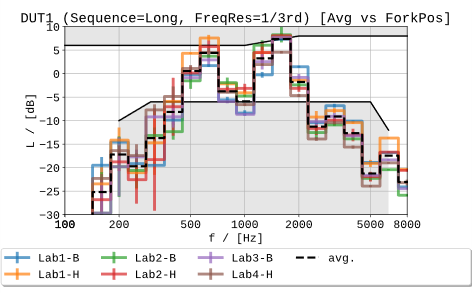 DUT1 (Sequence=Long, FreqRes=1/3rd) [Avg vs ForkPos]
10
5
0
−5
−10
−15
−20
−25
−30
L / [dB]
100 200 500 1000 2000 5000 8000
f / [Hz]
Lab1-B Lab2-B Lab3-B avg.
Lab1-H Lab2-H Lab4-H